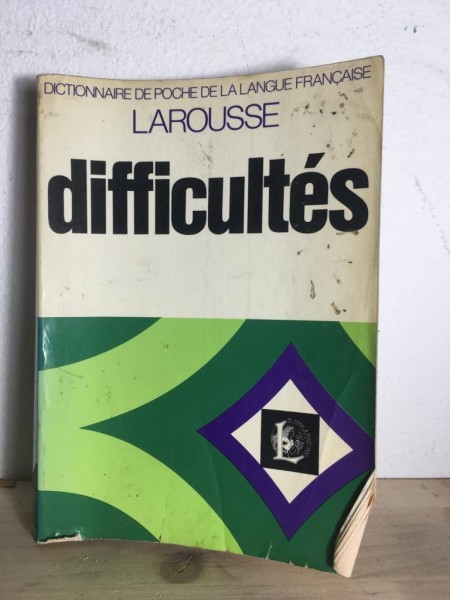 DICTIONNAIRE DE POCHE DE LA LANGUE FRANÇAISE
LAROUSSE
difficultés
L